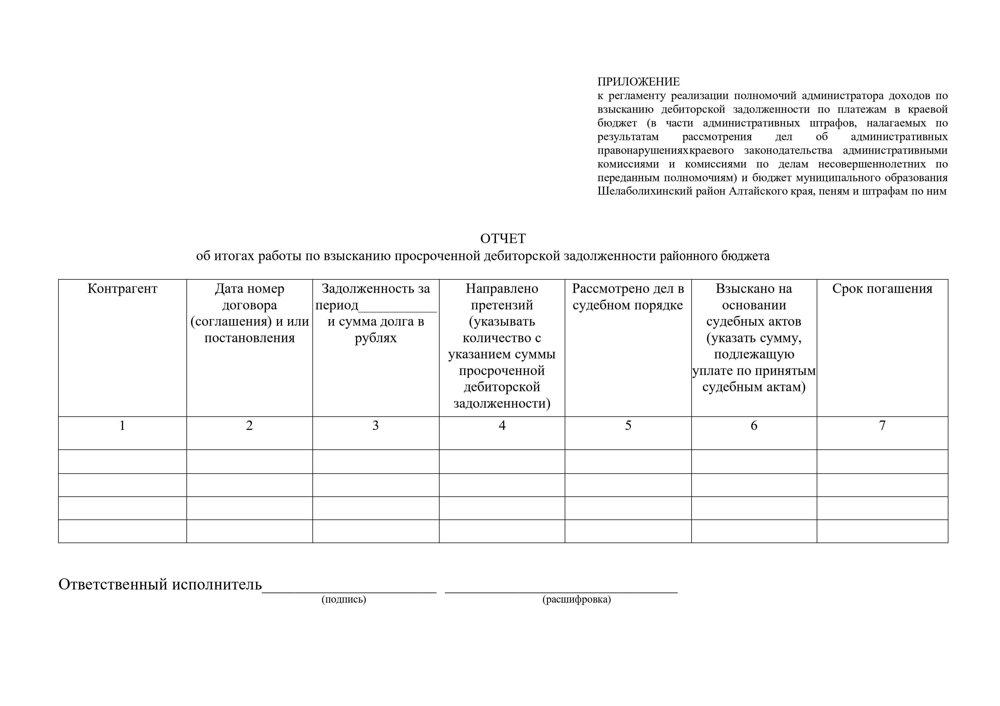 ПРИЛОЖЕНИЕ
к регламенту реализации полномочий администратора доходов по
взысканию дебиторской задолженности по платежам в краевой
бюджет (в части административных штрафов, налагаемых по
результатам рассмотрения дел об административных
правонарушенияхкраевого законодательства административными
комиссиями и комиссиями по делам несовершеннолетних по
переданным полномочиям) и бюджет муниципального образования
Шелаболихинский район Алтайского края, пеням и штрафам по ним
ОТЧЕТ
об итогах работы по взысканию просроченной дебиторской задолженности районного бюджета
Контрагент
Дата номер
договора
(соглашения) и или
постановления
Задолженность за
период___________
и сумма долга в
рублях
Направлено
претензий
(указывать
количество с
указанием суммы
просроченной
дебиторской
задолженности)
Рассмотрено дел в
судебном порядке
Взыскано на
основании
судебных актов
(указать сумму,
подлежащую
уплате по принятым
судебным актам)
Срок погашения
1 2 3 4 5 6 7
Ответственный исполнитель_____________________ ____________________________
(подпись) (расшифровка)